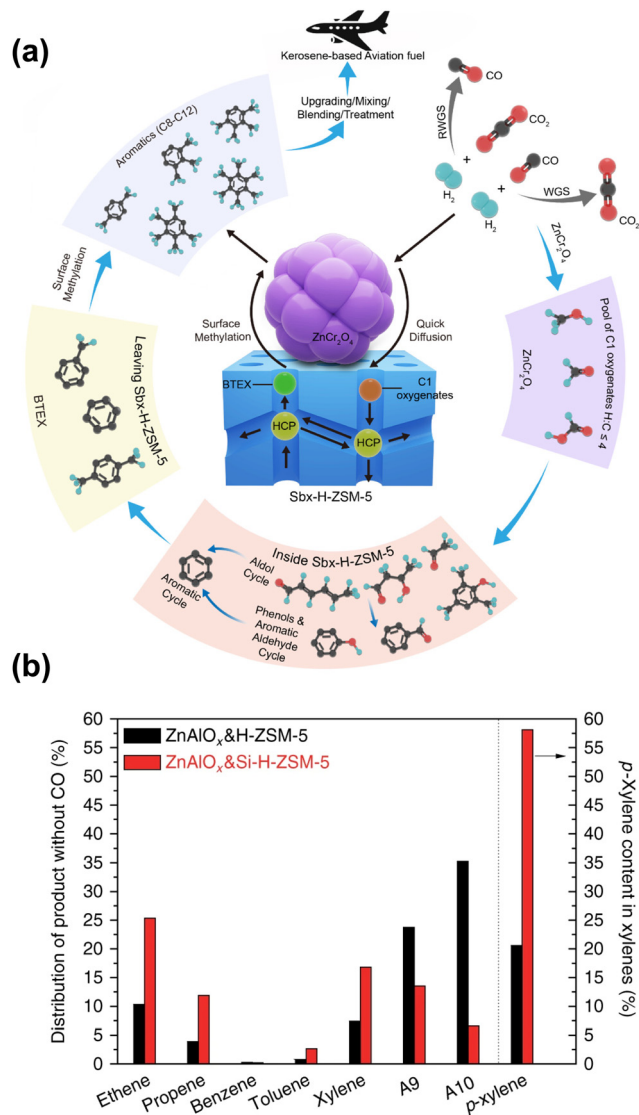 (a)
Kerosene-based Aviation fuel
Upgrading/Mixing/
Blending/Treatment
Aromatics (C8-C12)
CO
RWGS
CO₂
+
+
CO
H₂
+
H₂
WGS
CO₂
ZnCr₂O₄
Surface
Methylation
Surface
Methylation
ZnCr₂O₄
Quick
Diffusion
Pool of C1 oxygenates H:C ≤ 4
ZnCr₂O₄
Leaving Sbx-H-ZSM-5
BTEX
BTEX
C1
oxygenates
HCP
HCP
Sbx-H-ZSM-5
Inside Sbx-H-ZSM-5
Aldol
Cycle
Aromatic
Cycle
Phenols &
Aromatic
Aldehyde
Cycle
(b)
Distribution of product without CO (%)
60
55
50
45
40
35
30
25
20
15
10
5
0
ZnAlOₓ&H-ZSM-5
ZnAlOₓ&Si-H-ZSM-5
60
55
50
45
40
35
30
25
20
15
10
5
0
p-Xylene content in xylenes (%)
Ethene
Propene
Benzene
Toluene
Xylene
A9
A10
p-xylene